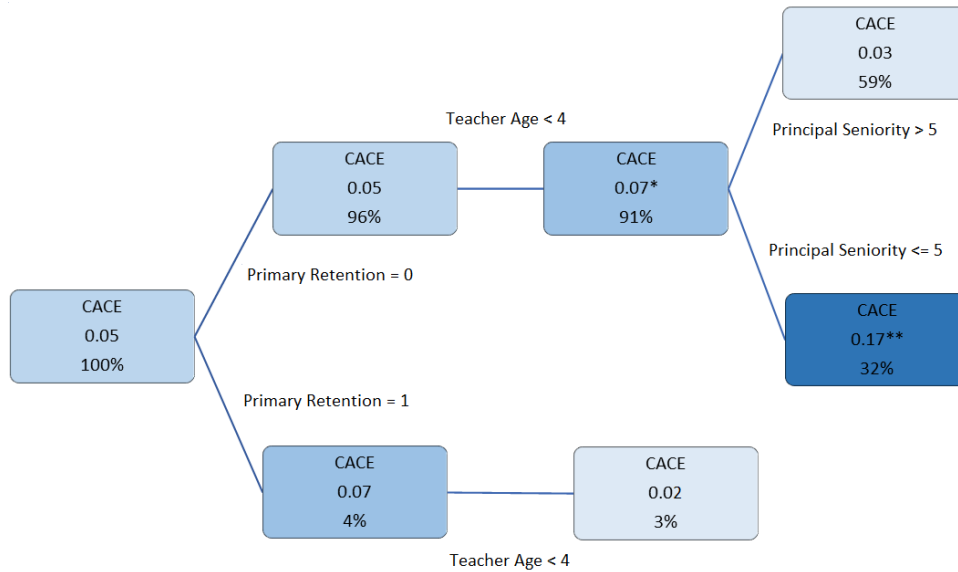 CACE
0.03
59%
Teacher Age < 4
Principal Seniority > 5
CACE
0.05
96%
CACE
0.07*
91%
Principal Seniority <= 5
Primary Retention = 0
CACE
0.05
100%
CACE
0.17**
32%
Primary Retention = 1
CACE
0.07
4%
CACE
0.02
3%
Teacher Age < 4